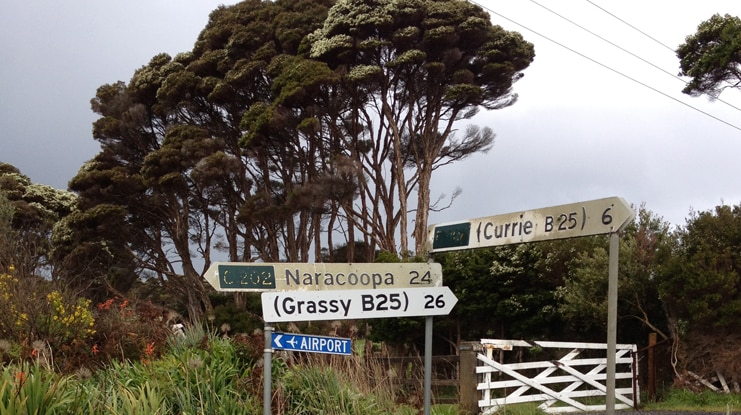 (Currie B25) 6
C202 Naracoopa 24
(Grassy B25) 26
AIRPORT